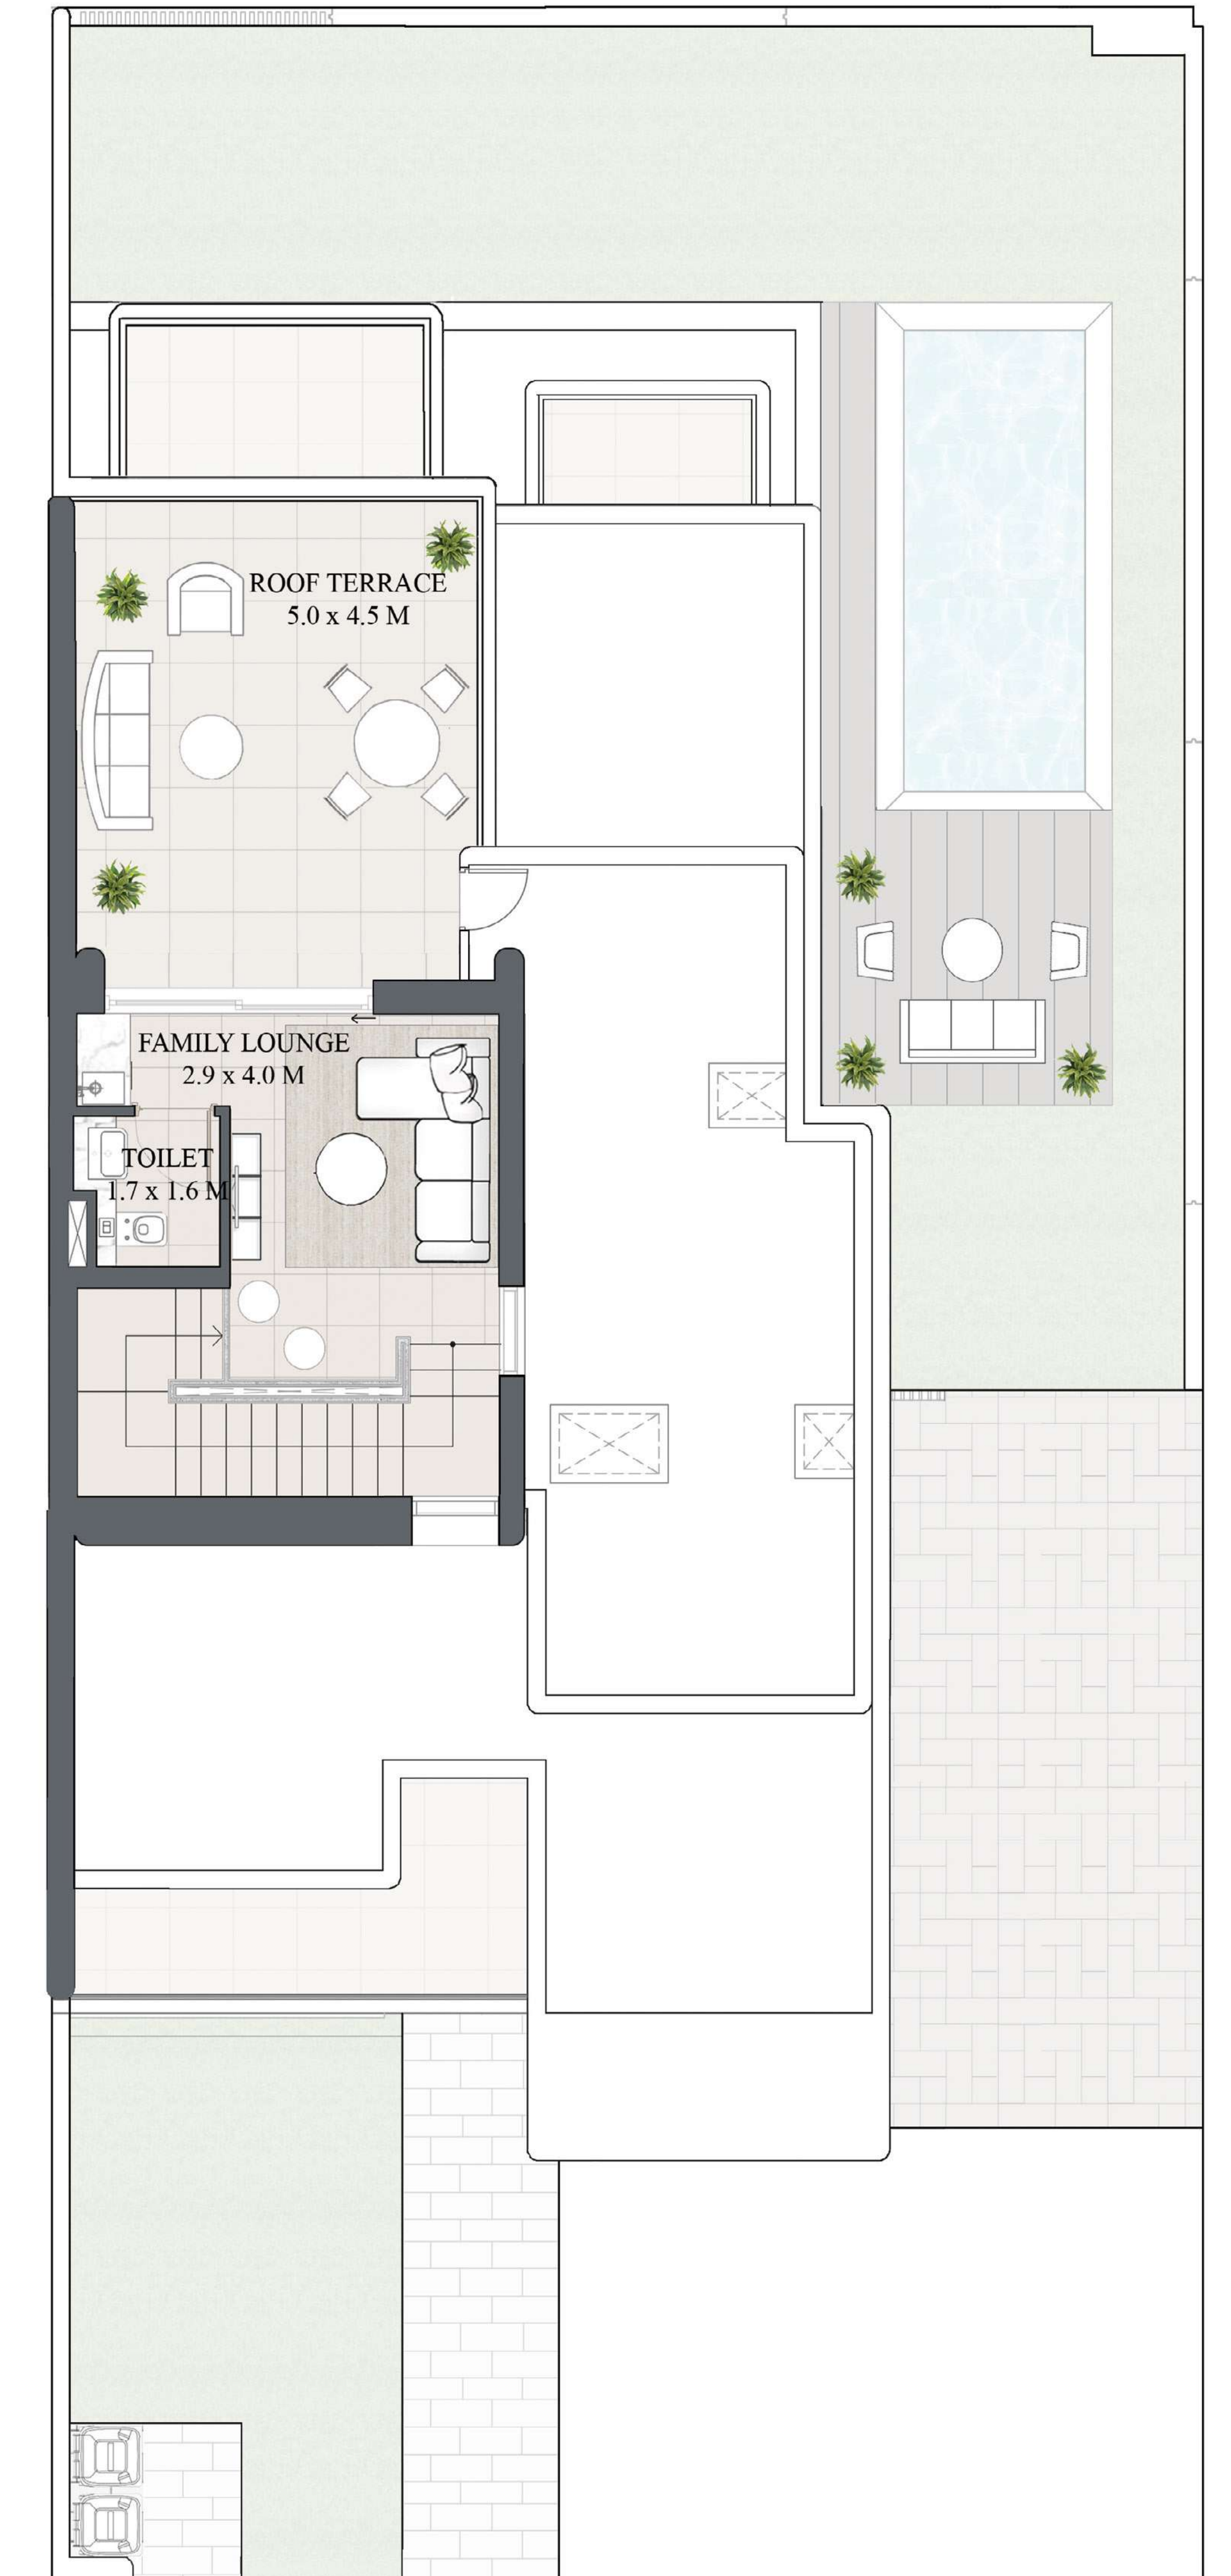 ROOF TERRACE
5.0 x 4.5 M
FAMILY LOUNGE
2.9 x 4.0 M
TOILET
1.7 x 1.6 M